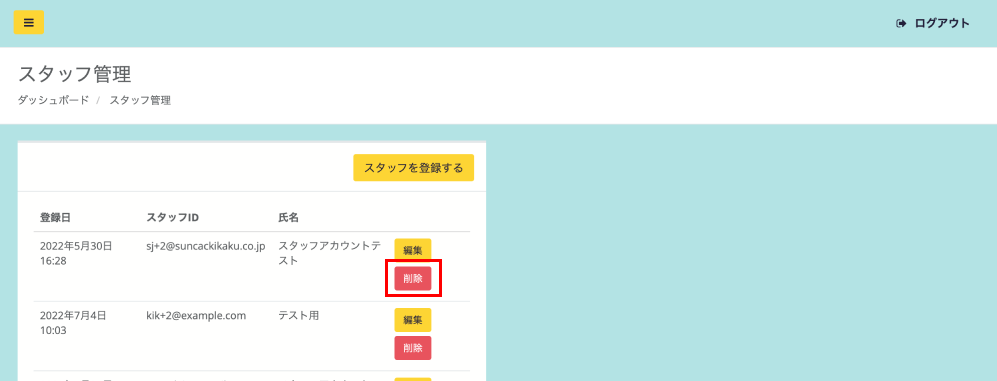 ログアウト
スタッフ管理
ダッシュボード / スタッフ管理
スタッフを登録する
登録日 スタッフID 氏名
2022年5月30日 sj+2@suncackikaku.co.jp スタッフアカウントテ 編集
16:28 スト
削除
2022年7月4日 kik+2@example.com テスト用 編集
10:03
削除